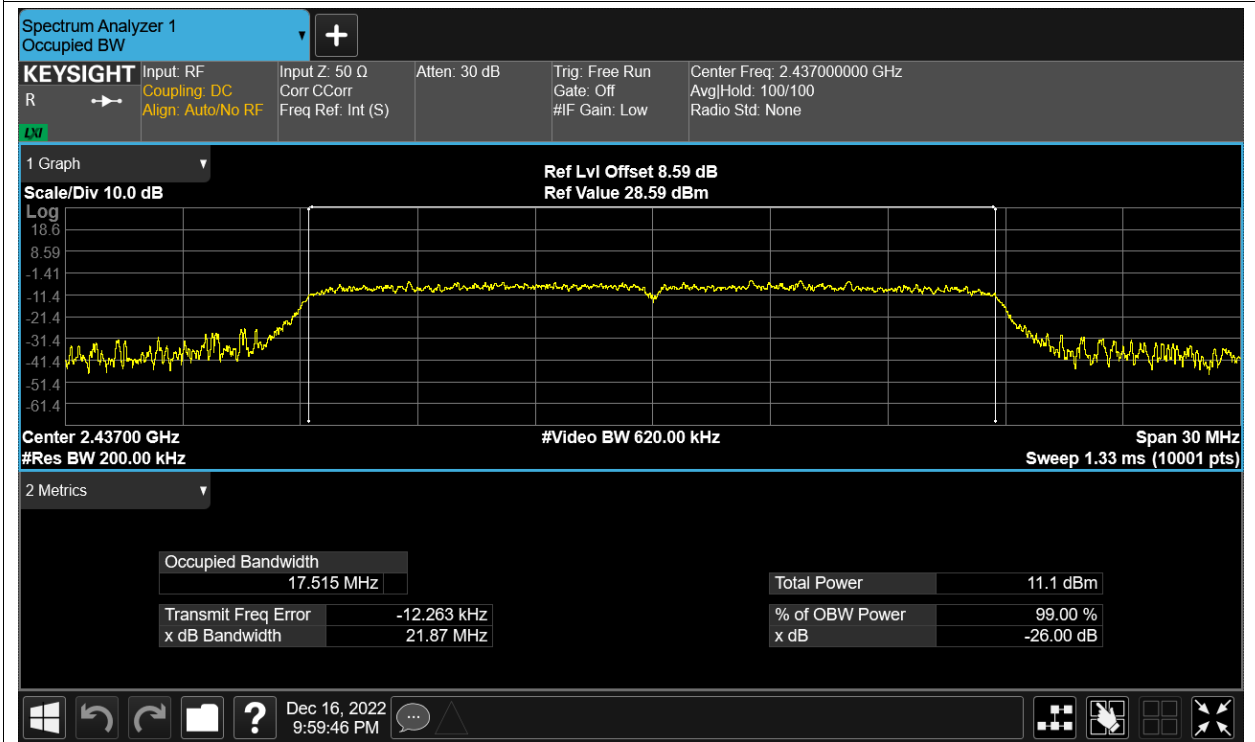 Spectrum Analyzer 1
Occupied BW
KEYSIGHT
R
LXI
Input: RF
Coupling: DC
Align: Auto/No RF
Input Z: 50 Ω
Corr CCorr
Freq Ref: Int (S)
Atten: 30 dB
Trig: Free Run
Gate: Off
#IF Gain: Low
Center Freq: 2.437000000 GHz
Avg|Hold: 100/100
Radio Std: None
1 Graph
Scale/Div 10.0 dB
Ref Lvl Offset 8.59 dB
Ref Value 28.59 dBm
Log
18.6
8.59
-1.41
-11.4
-21.4
-31.4
-41.4
-51.4
-61.4
Center 2.43700 GHz
#Res BW 200.00 kHz
#Video BW 620.00 kHz
Span 30 MHz
Sweep 1.33 ms (10001 pts)
2 Metrics
Occupied Bandwidth
17.515 MHz
Total Power 11.1 dBm
Transmit Freq Error -12.263 kHz
% of OBW Power 99.00 %
x dB Bandwidth 21.87 MHz
x dB -26.00 dB
?
Dec 16, 2022
9:59:46 PM